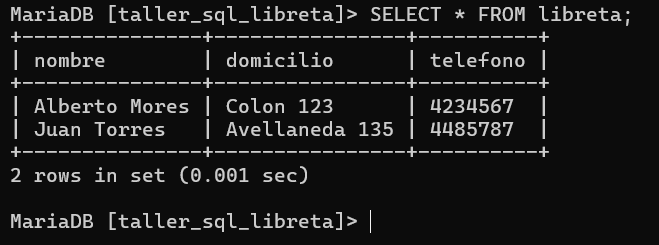 MariaDB [taller_sql_libreta]> SELECT * FROM libreta;
+---------------+----------------+----------+
| nombre        | domicilio      | telefono |
+---------------+----------------+----------+
| Alberto Mores | Colon 123      | 4234567  |
| Juan Torres   | Avellaneda 135 | 4485787  |
+---------------+----------------+----------+
2 rows in set (0.001 sec)
MariaDB [taller_sql_libreta]>